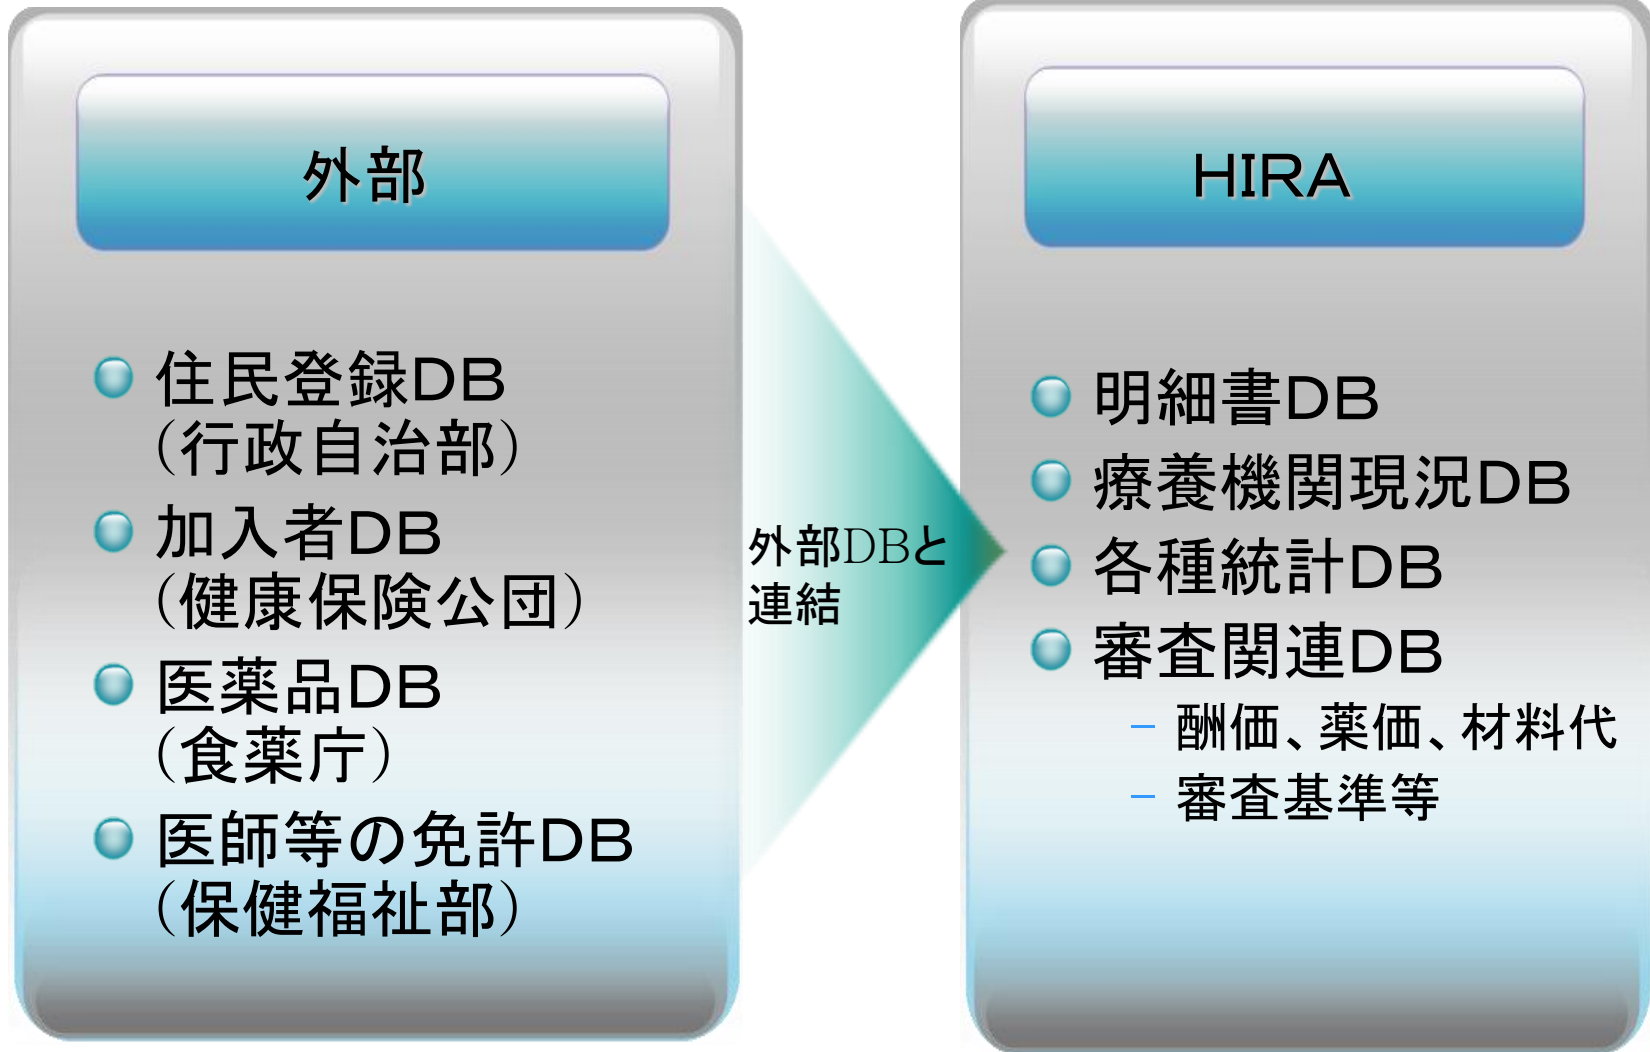 外部
住民登録DB
(行政自治部)
加入者DB
(健康保険公団)
医薬品DB
(食薬庁)
医師等の免許DB
(保健福祉部)
外部DBと
連結
HIRA
明細書DB
療養機関現況DB
各種統計DB
審査関連DB
－ 酬価、薬価、材料代
－ 審査基準等